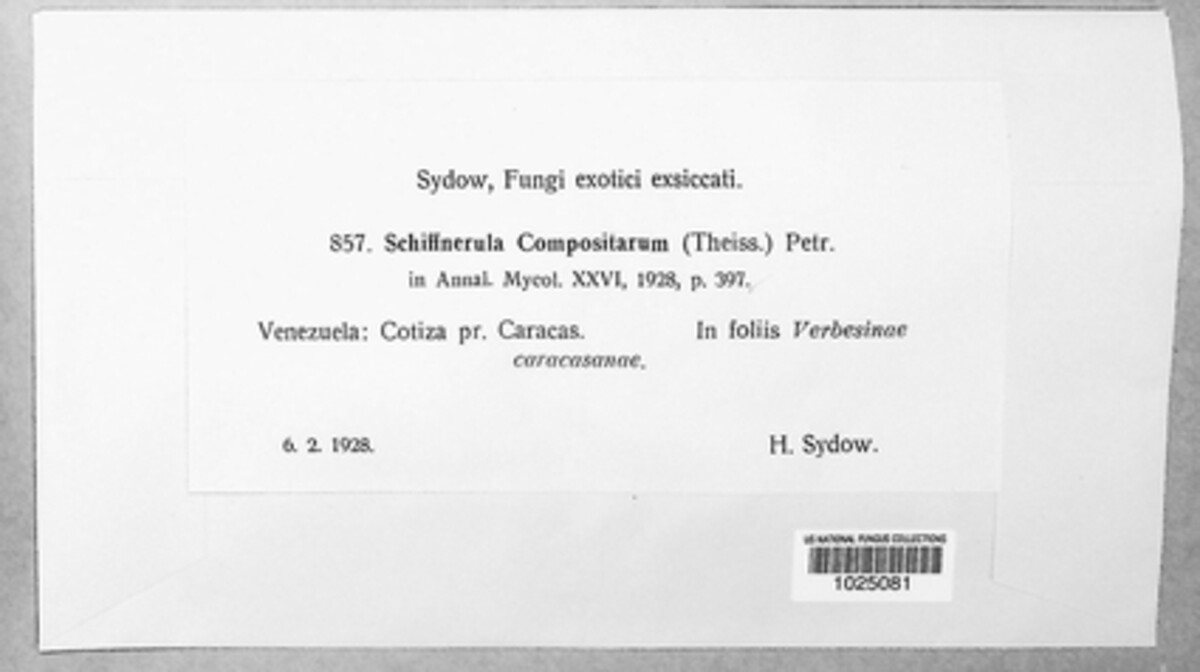 Sydow, Fungi exotici exsiccati.
857. Schiffnerula Compositarum (Theiss.) Petr.
in Annal. Mycol. XXVI, 1928, p. 397.
Venezuela: Cotiza pr. Caracas. In foliis Verbesinae
caracasanae.
6. 2. 1928. H. Sydow.
US NATIONAL FUNGUS COLLECTIONS
1025081